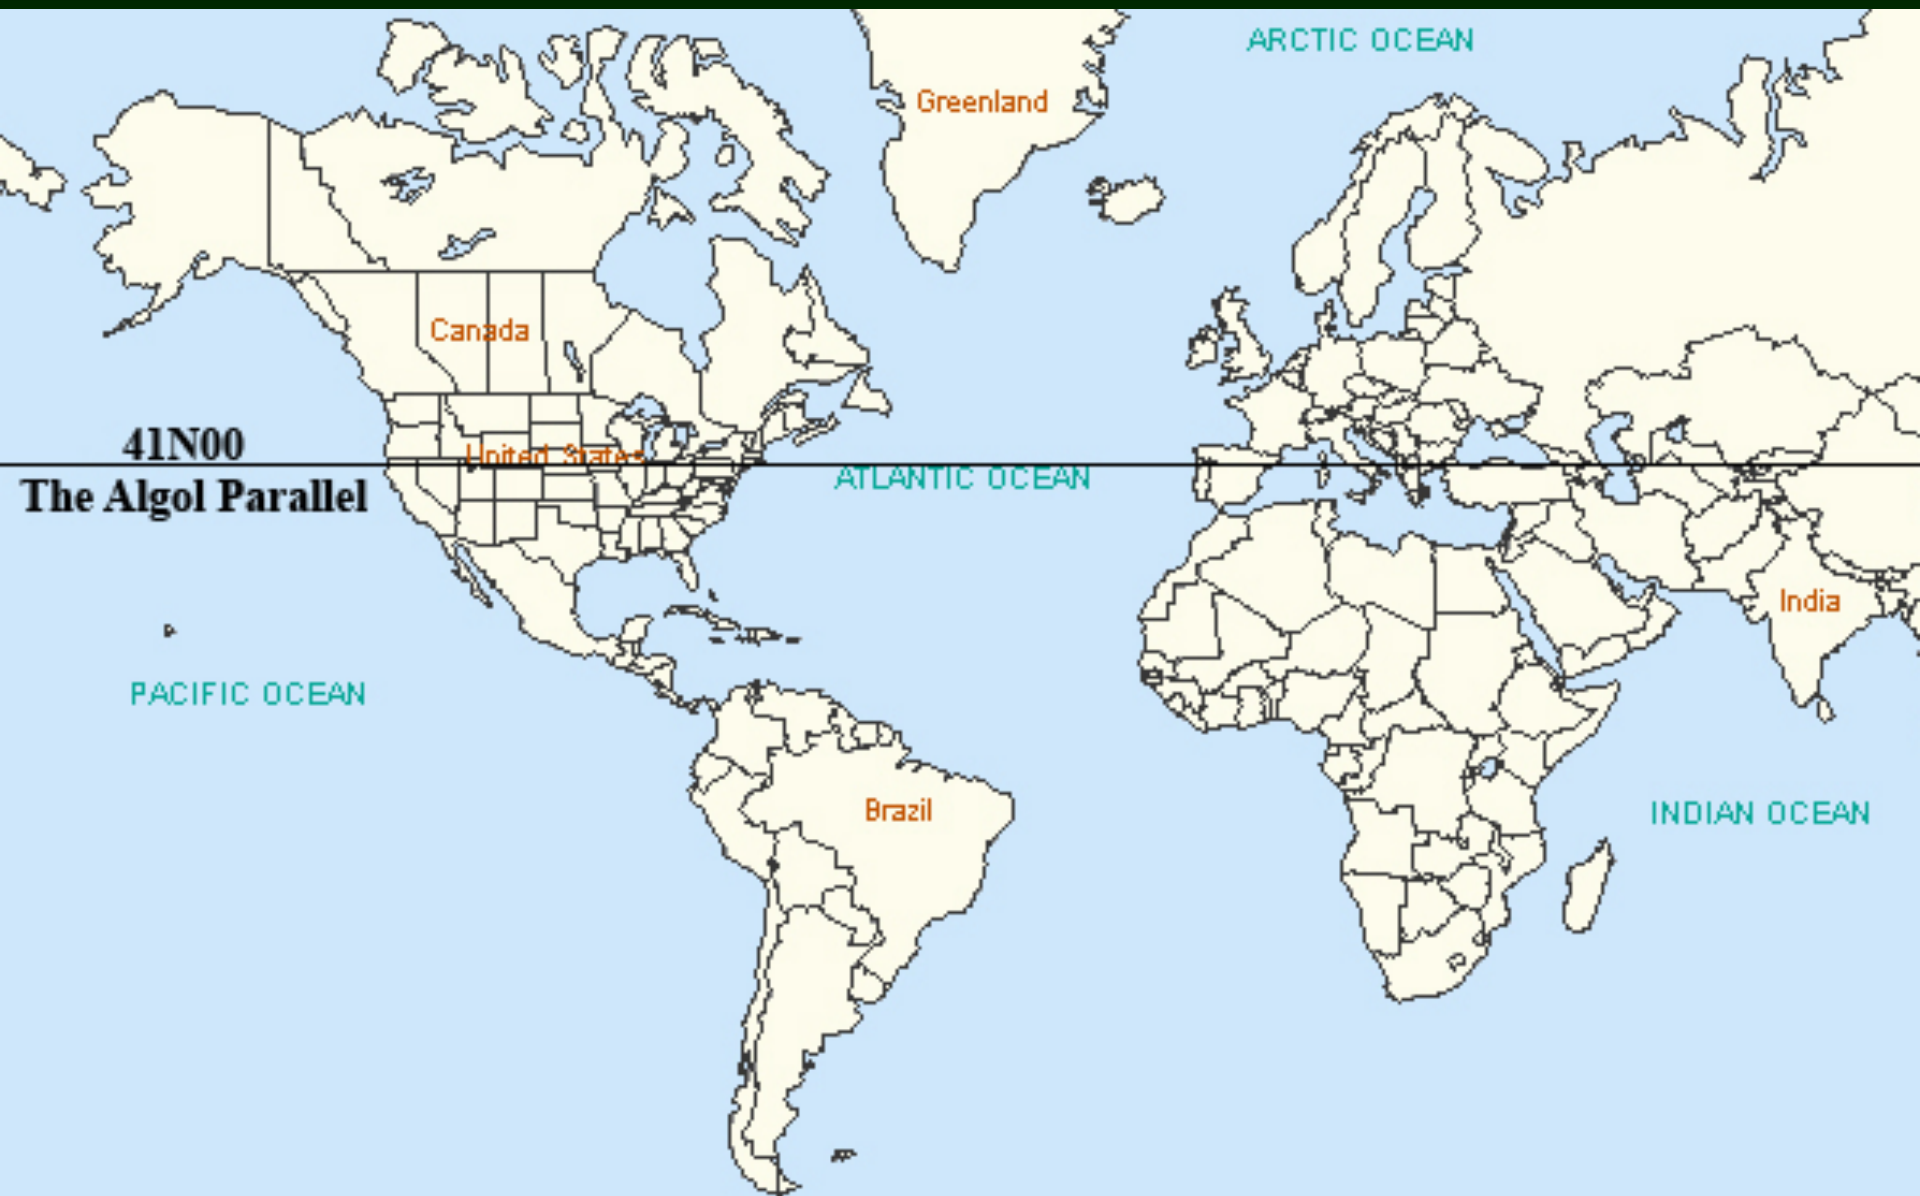 ARCTIC OCEAN
Greenland
Canada
41N00
United States
The Algol Parallel
ATLANTIC OCEAN
India
PACIFIC OCEAN
Brazil
INDIAN OCEAN